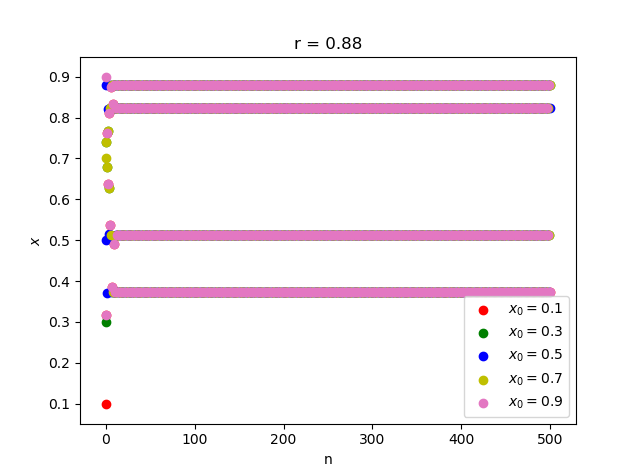 r = 0.88
0.9
0.8
0.7
0.6
0.5
0.4
0.3
0.2
0.1
x
0 100 200 300 400 500
n
x₀ = 0.1
x₀ = 0.3
x₀ = 0.5
x₀ = 0.7
x₀ = 0.9